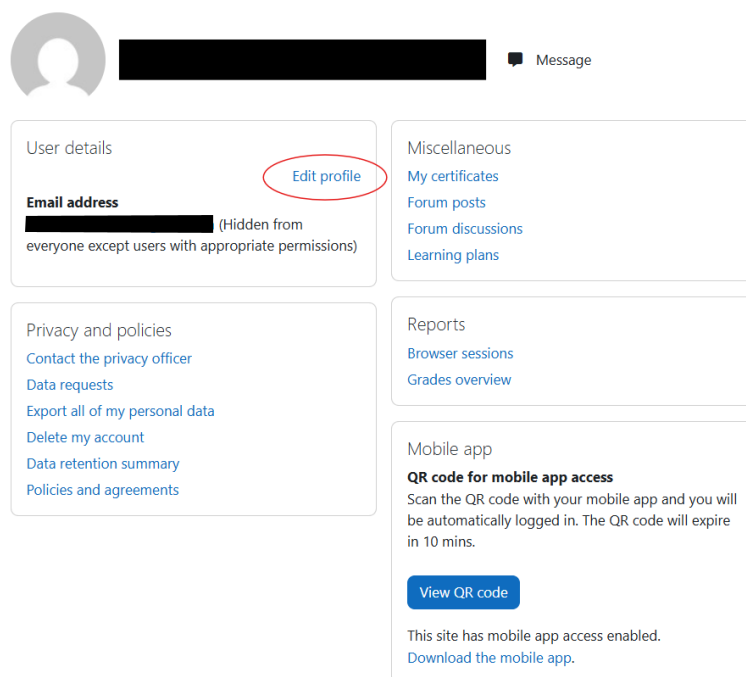 Message
User details
Edit profile
Email address
(Hidden from
everyone except users with appropriate permissions)
Privacy and policies
Contact the privacy officer
Data requests
Export all of my personal data
Delete my account
Data retention summary
Policies and agreements
Miscellaneous
My certificates
Forum posts
Forum discussions
Learning plans
Reports
Browser sessions
Grades overview
Mobile app
QR code for mobile app access
Scan the QR code with your mobile app and you will
be automatically logged in. The QR code will expire
in 10 mins.
View QR code
This site has mobile app access enabled.
Download the mobile app.